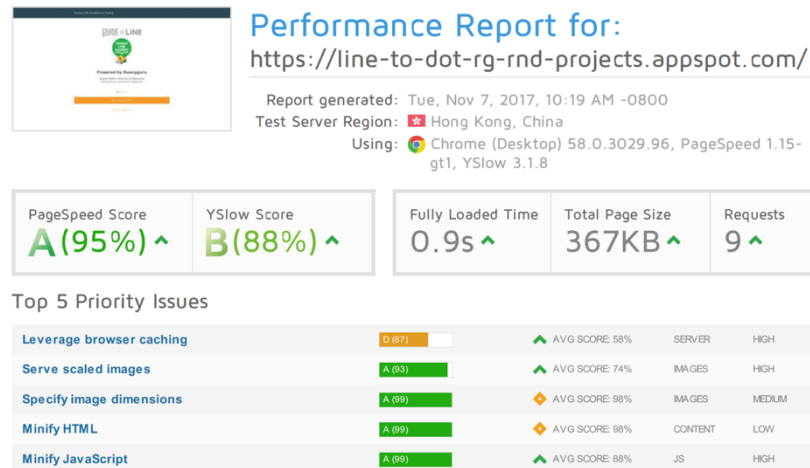 × LINE
Powered by Ruangguru
Performance Report for:
https://line-to-dot-rg-rnd-projects.appspot.com/
Report generated: Tue, Nov 7, 2017, 10:19 AM -0800
Test Server Region: Hong Kong, China
Using: Chrome (Desktop) 58.0.3029.96, PageSpeed 1.15-
gt1, YSlow 3.1.8
PageSpeed Score YSlow Score Fully Loaded Time Total Page Size Requests
A (95%) B (88%) 0.9s 367KB 9
Top 5 Priority Issues
Leverage browser caching D (67) AVG SCORE: 58% SERVER HIGH
Serve scaled images A (93) AVG SCORE: 74% IMAGES HIGH
Specify image dimensions A (99) AVG SCORE: 98% IMAGES MEDIUM
Minify HTML A (99) AVG SCORE: 98% CONTENT LOW
Minify JavaScript A (99) AVG SCORE: 88% JS HIGH